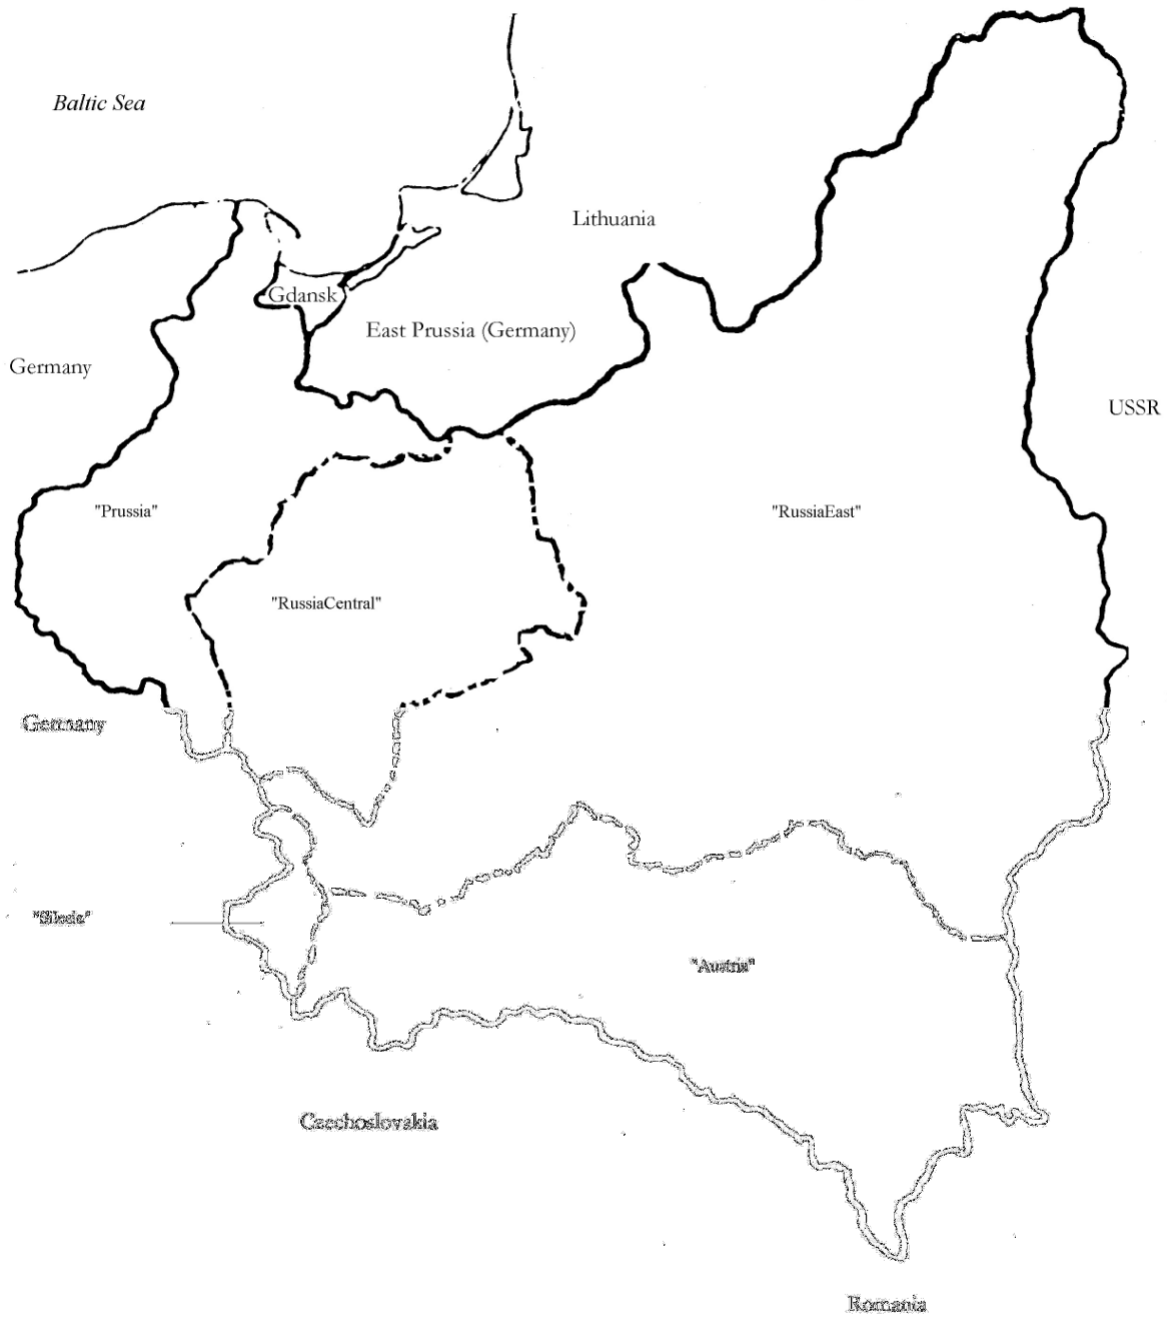 Baltic Sea
Lithuania
Gdansk
East Prussia (Germany)
Germany
USSR
"Prussia"
"RussiaEast"
"RussiaCentral"
Germany
"Silesia"
"Austria"
Czechoslovakia
Romania